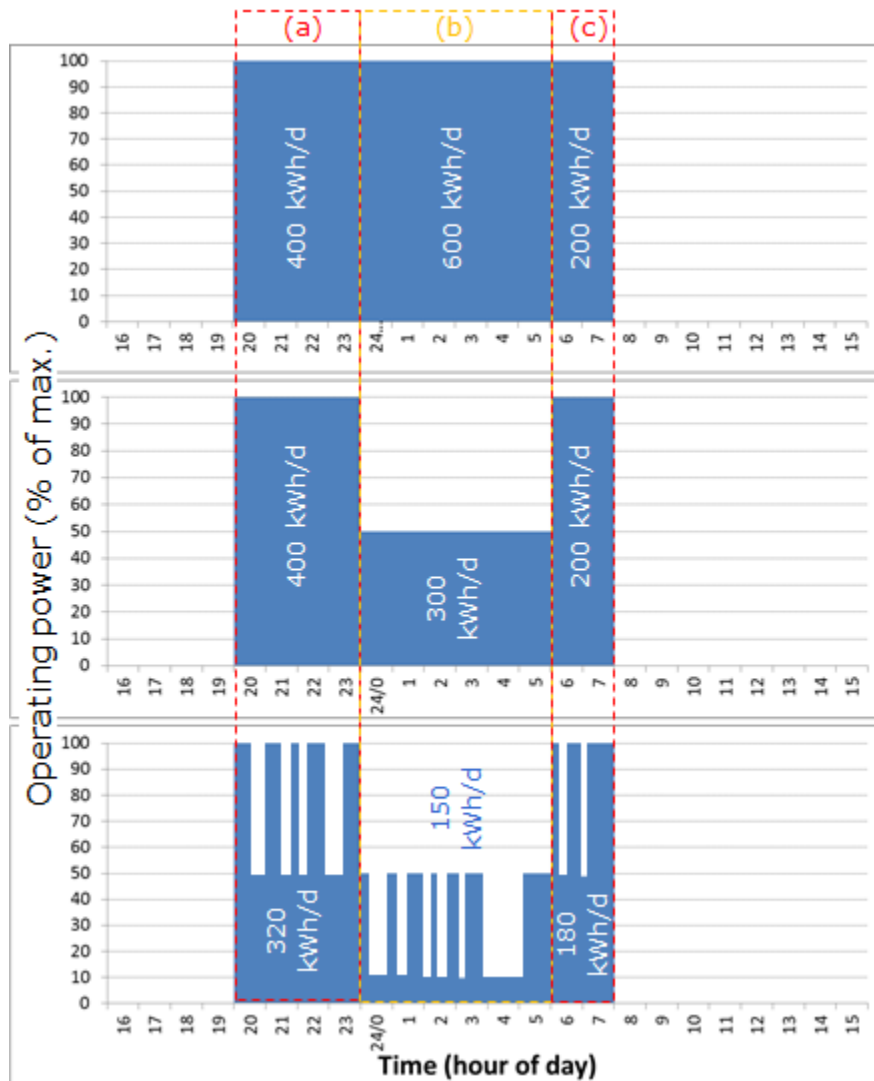 (a) (b) (c)
Operating power (% of max.)
100
90
80
70
60
50
40
30
20
10
0
400 kWh/d
600 kWh/d
200 kWh/d
16 17 18 19 20 21 22 23 24... 1 2 3 4 5 6 7 8 9 10 11 12 13 14 15
100
90
80
70
60
50
40
30
20
10
0
400 kWh/d
300
kWh/d
200 kWh/d
16 17 18 19 20 21 22 23 24/0 1 2 3 4 5 6 7 8 9 10 11 12 13 14 15
100
90
80
70
60
50
40
30
20
10
0
320
kWh/d
150
kWh/d
180
kWh/d
16 17 18 19 20 21 22 23 24/0 1 2 3 4 5 6 7 8 9 10 11 12 13 14 15
Time (hour of day)